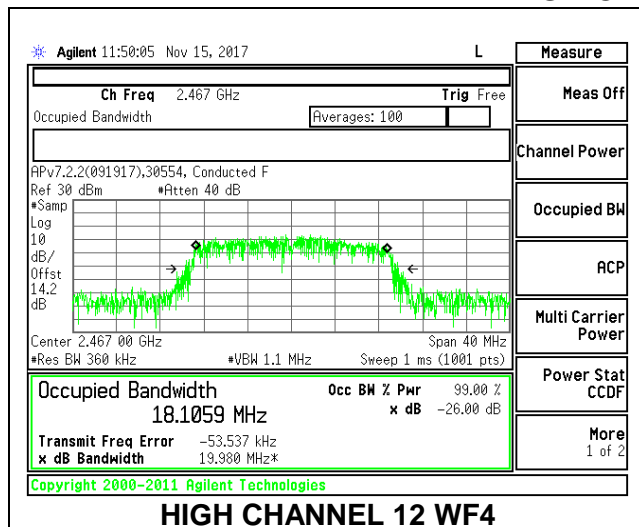 Agilent 11:50:05 Nov 15, 2017 L
Measure
Ch Freq 2.467 GHz Trig Free
Occupied Bandwidth Averages: 100
Meas Off
Channel Power
APv7.2.2(091917),30554, Conducted F
Ref 30 dBm #Atten 40 dB
#Samp
Log
10
dB/
Offst
14.2
dB
Occupied BW
ACP
Multi Carrier
Power
Center 2.467 00 GHz Span 40 MHz
#Res BW 360 kHz #VBW 1.1 MHz Sweep 1 ms (1001 pts)
Power Stat
CCDF
Occupied Bandwidth Occ BW % Pwr 99.00 %
18.1059 MHz x dB -26.00 dB
Transmit Freq Error -53.537 kHz
x dB Bandwidth 19.980 MHz*
More
1 of 2
Copyright 2000-2011 Agilent Technologies
HIGH CHANNEL 12 WF4